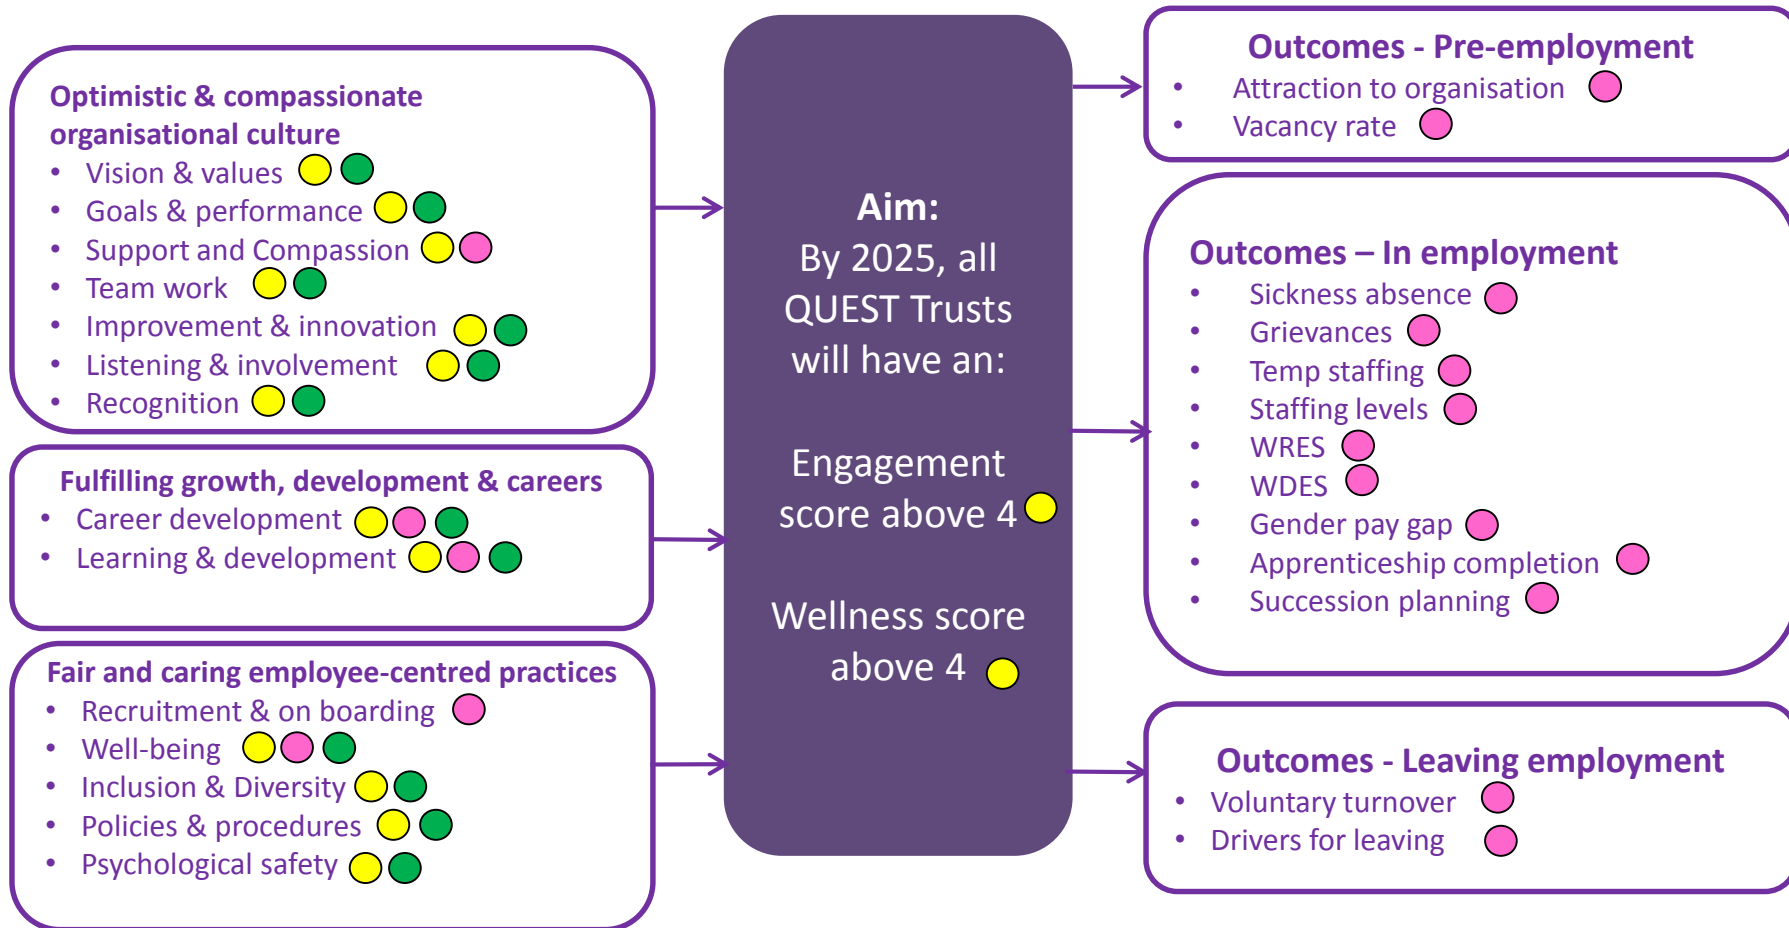 Optimistic & compassionate
organisational culture
• Vision & values
• Goals & performance
• Support and Compassion
• Team work
• Improvement & innovation
• Listening & involvement
• Recognition
Fulfilling growth, development & careers
• Career development
• Learning & development
Fair and caring employee-centred practices
• Recruitment & on boarding
• Well-being
• Inclusion & Diversity
• Policies & procedures
• Psychological safety
Aim:
By 2025, all
QUEST Trusts
will have an:
Engagement
score above 4
Wellness score
above 4
Outcomes - Pre-employment
• Attraction to organisation
• Vacancy rate
Outcomes – In employment
• Sickness absence
• Grievances
• Temp staffing
• Staffing levels
• WRES
• WDES
• Gender pay gap
• Apprenticeship completion
• Succession planning
Outcomes - Leaving employment
• Voluntary turnover
• Drivers for leaving